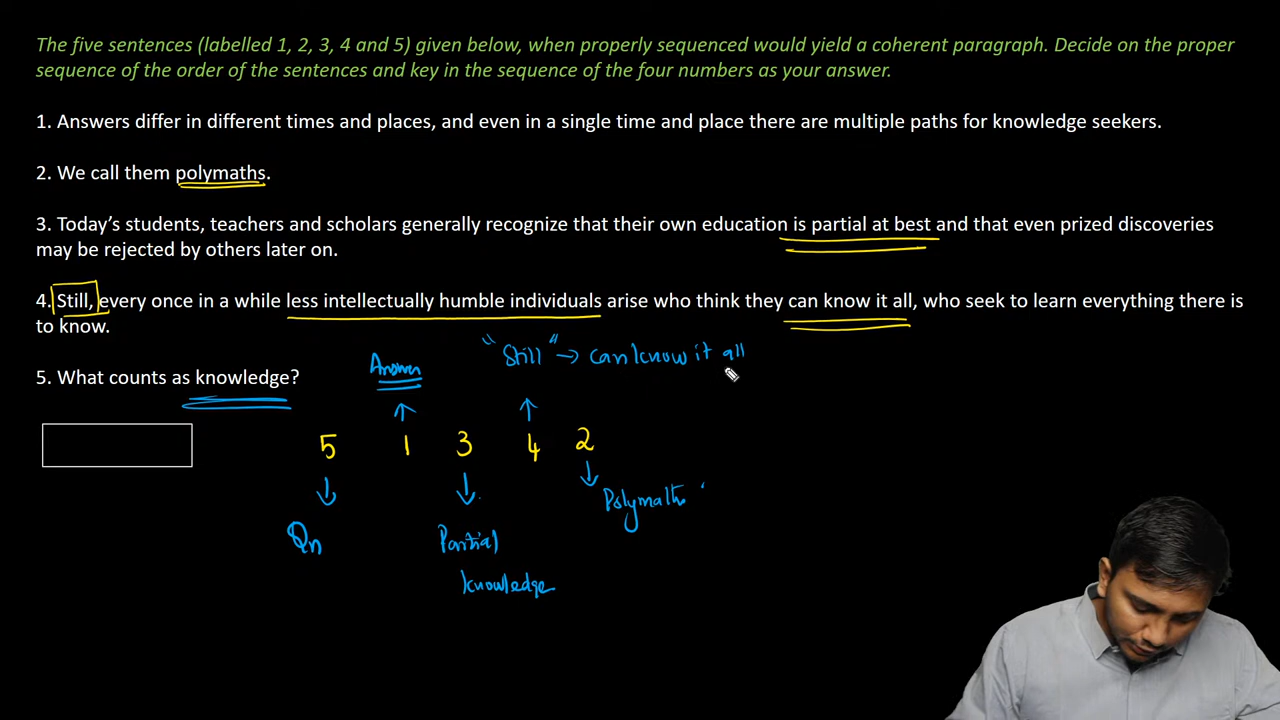 The five sentences (labelled 1, 2, 3, 4 and 5) given below, when properly sequenced would yield a coherent paragraph. Decide on the proper
sequence of the order of the sentences and key in the sequence of the four numbers as your answer.
1. Answers differ in different times and places, and even in a single time and place there are multiple paths for knowledge seekers.
2. We call them polymaths.
3. Today's students, teachers and scholars generally recognize that their own education is partial at best and that even prized discoveries
may be rejected by others later on.
4. Still, every once in a while less intellectually humble individuals arise who think they can know it all, who seek to learn everything there is
to know.
"Still" → can know it all
Answer
5. What counts as knowledge?
5 1 3 4 2
Qn
Partial
knowledge
Polymaths